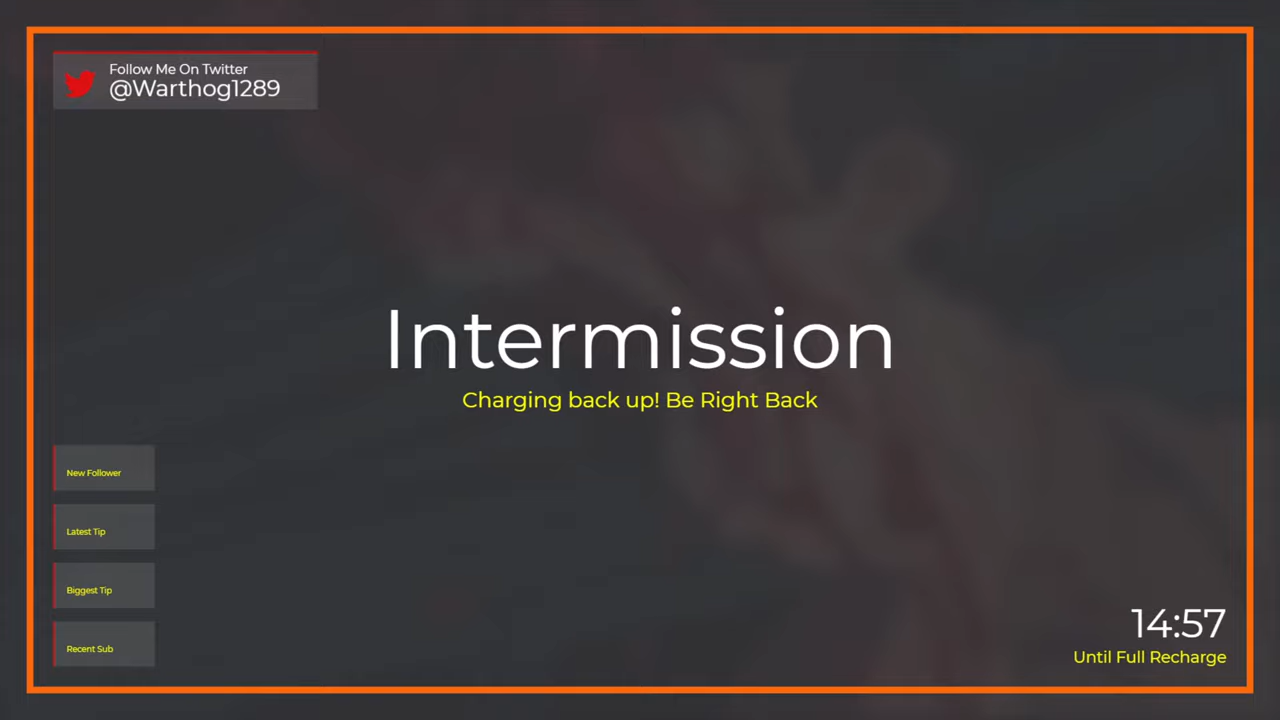 Follow Me On Twitter
@Warthog1289
Intermission
Charging back up! Be Right Back
New Follower
Latest Tip
Biggest Tip
Recent Sub
14:57
Until Full Recharge